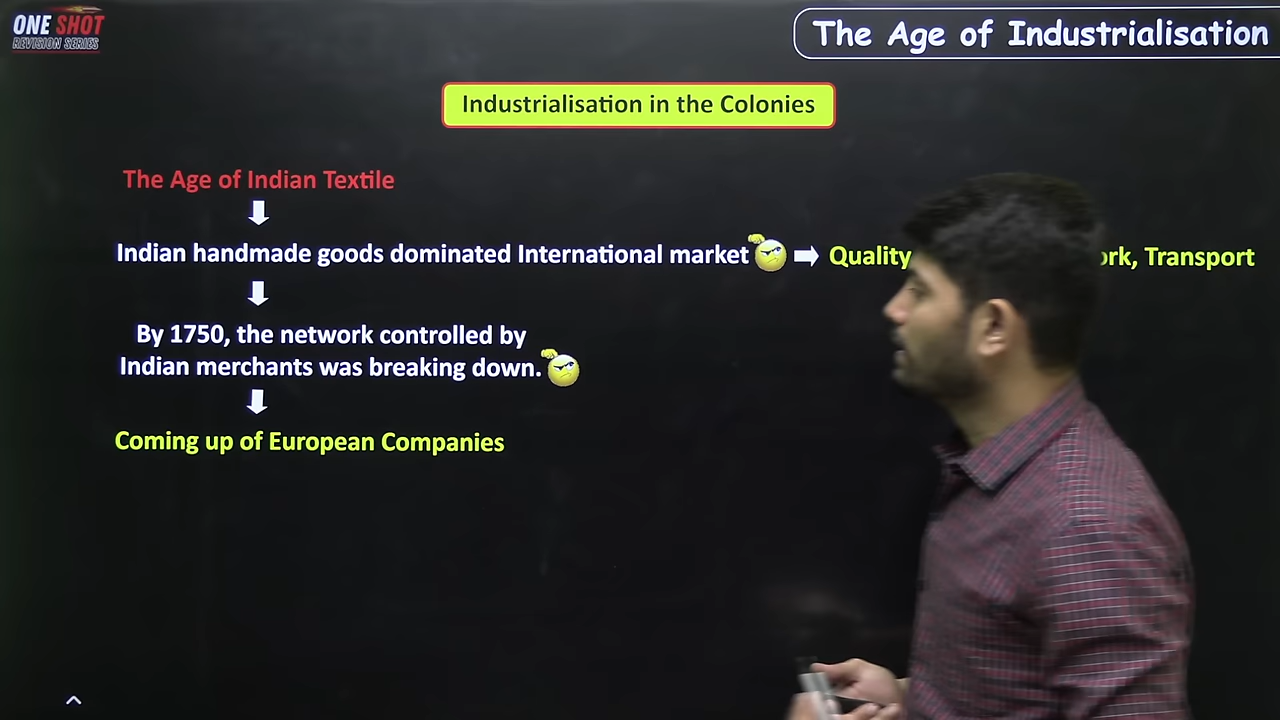 ONE SHOT
REVISION SERIES
The Age of Industrialisation
Industrialisation in the Colonies
The Age of Indian Textile
Indian handmade goods dominated International market
Quality
Transport
By 1750, the network controlled by
Indian merchants was breaking down.
Coming up of European Companies